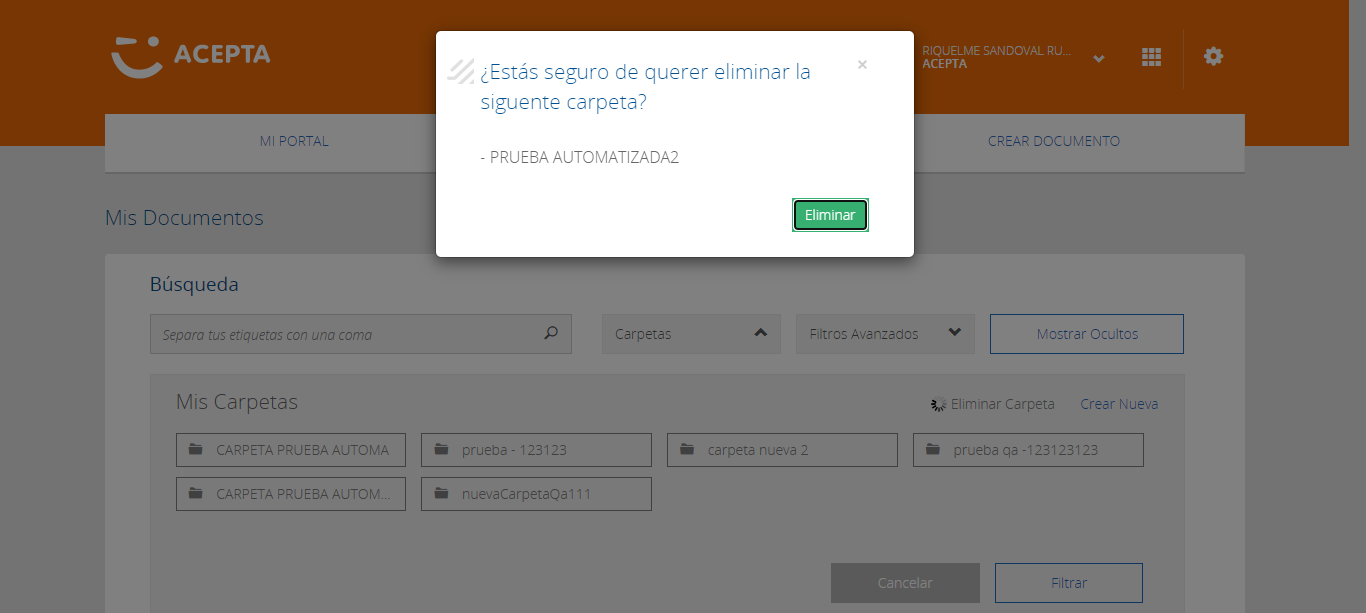 ACEPTA
RIQUELME SANDOVAL RU...
ACEPTA
¿Estás seguro de querer eliminar la
siguente carpeta?
×
- PRUEBA AUTOMATIZADA2
Eliminar
MI PORTAL
CREAR DOCUMENTO
Mis Documentos
Búsqueda
Separa tus etiquetas con una coma
Carpetas
Filtros Avanzados
Mostrar Ocultos
Mis Carpetas
Eliminar Carpeta
Crear Nueva
CARPETA PRUEBA AUTOMA
prueba - 123123
carpeta nueva 2
prueba qa -123123123
CARPETA PRUEBA AUTOM...
nuevaCarpetaQa111
Cancelar
Filtrar